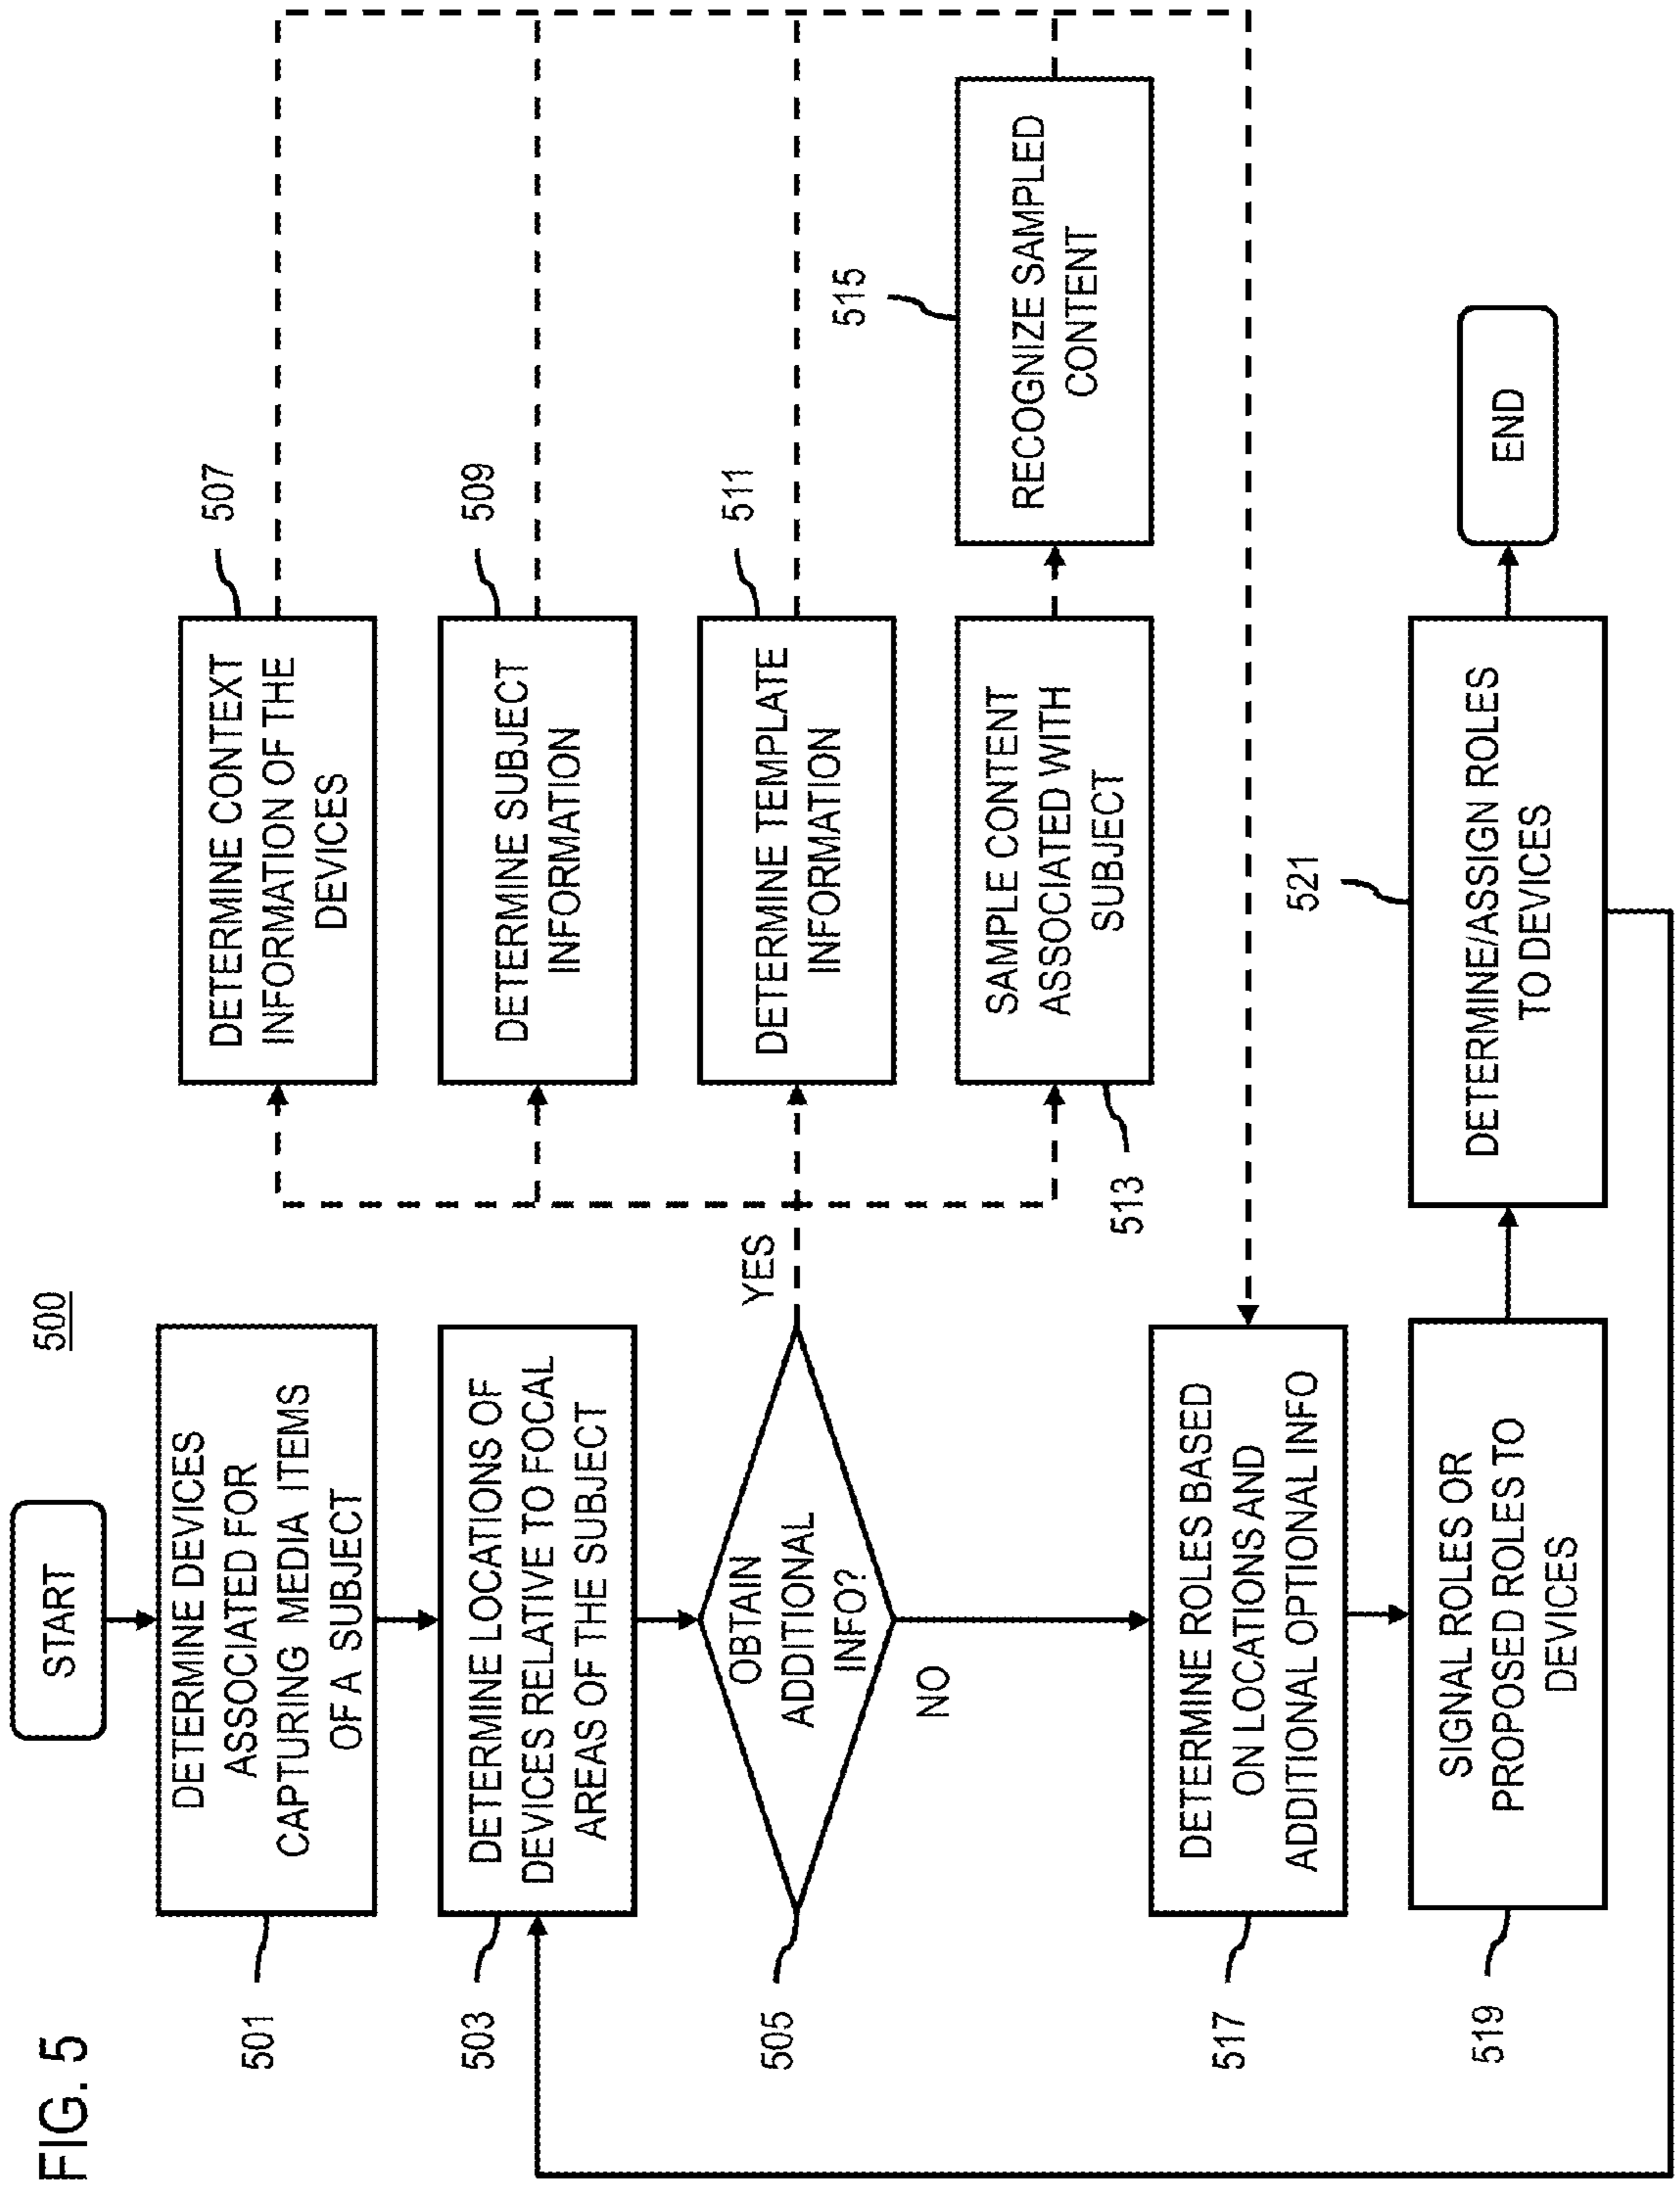 FIG. 5
500
START
DETERMINE DEVICES
ASSOCIATED FOR
CAPTURING MEDIA ITEMS
OF A SUBJECT
501
DETERMINE LOCATIONS OF
DEVICES RELATIVE TO FOCAL
AREAS OF THE SUBJECT
503
OBTAIN
ADDITIONAL
INFO?
505
YES
NO
DETERMINE CONTEXT
INFORMATION OF THE
DEVICES
507
DETERMINE SUBJECT
INFORMATION
509
DETERMINE TEMPLATE
INFORMATION
511
SAMPLE CONTENT
ASSOCIATED WITH
SUBJECT
513
RECOGNIZE SAMPLED
CONTENT
515
DETERMINE ROLES BASED
ON LOCATIONS AND
ADDITIONAL OPTIONAL INFO
517
SIGNAL ROLES OR
PROPOSED ROLES TO
DEVICES
519
DETERMINE/ASSIGN ROLES
TO DEVICES
521
END